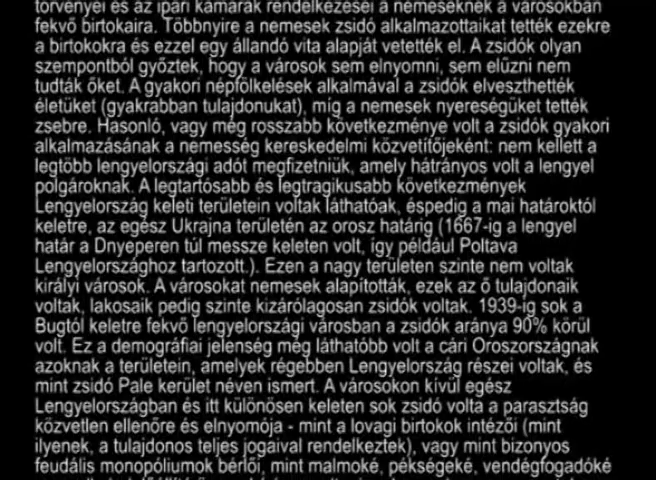 törvényei és az ipari kamarák rendelkezései a nemeseknek a városokban
fekvő birtokaira. Többnyire a nemesek zsidó alkalmazottaikat tették ezekre
a birtokokra és ezzel egy állandó vita alapját vetették el. A zsidók olyan
szempontból győztek, hogy a városok sem elnyomni, sem elűzni nem
tudták őket. A gyakori népfölkelések alkalmával a zsidók elveszthették
életüket (gyakrabban tulajdonukat), míg a nemesek nyereségüket tették
zsebre. Hasonló, vagy még rosszabb következménye volt a zsidók gyakori
alkalmazásának a nemesség kereskedelmi közvetítőjeként: nem kellett a
legtöbb lengyelországi adót megfizetniük, amely hátrányos volt a lengyel
polgároknak. A legtartósabb és legtragikusabb következmények
Lengyelország keleti területein voltak láthatóak, éspedig a mai határoktól
keletre, az egész Ukrajna területén az orosz határig (1667-ig a lengyel
határ a Dnyeperen túl messze keleten volt, így például Poltava
Lengyelországhoz tartozott.). Ezen a nagy területen szinte nem voltak
királyi városok. A városokat nemesek alapították, ezek az ő tulajdonaik
voltak, lakosaik pedig szinte kizárólagosán zsidók voltak. 1939-ig sok a
Bugtól keletre fekvő lengyelországi városban a zsidók aránya 90% körül
volt. Ez a demográfiai jelenség még láthatóbb volt a cári Oroszországnak
azoknak a területein, amelyek régebben Lengyelország részei voltak, és
mint zsidó Pale kerület néven ismert. A városokon kívül egész
Lengyelországban és itt különösen keleten sok zsidó volta a parasztság
közvetlen ellenőre és elnyomója - mint a lovagi birtokok intézői (mint
ilyenek, a tulajdonos teljes jogaival rendelkeztek), vagy mint bizonyos
feudális monopóliumok bérlői, mint malmoké, pékségeké, vendégfogadóké